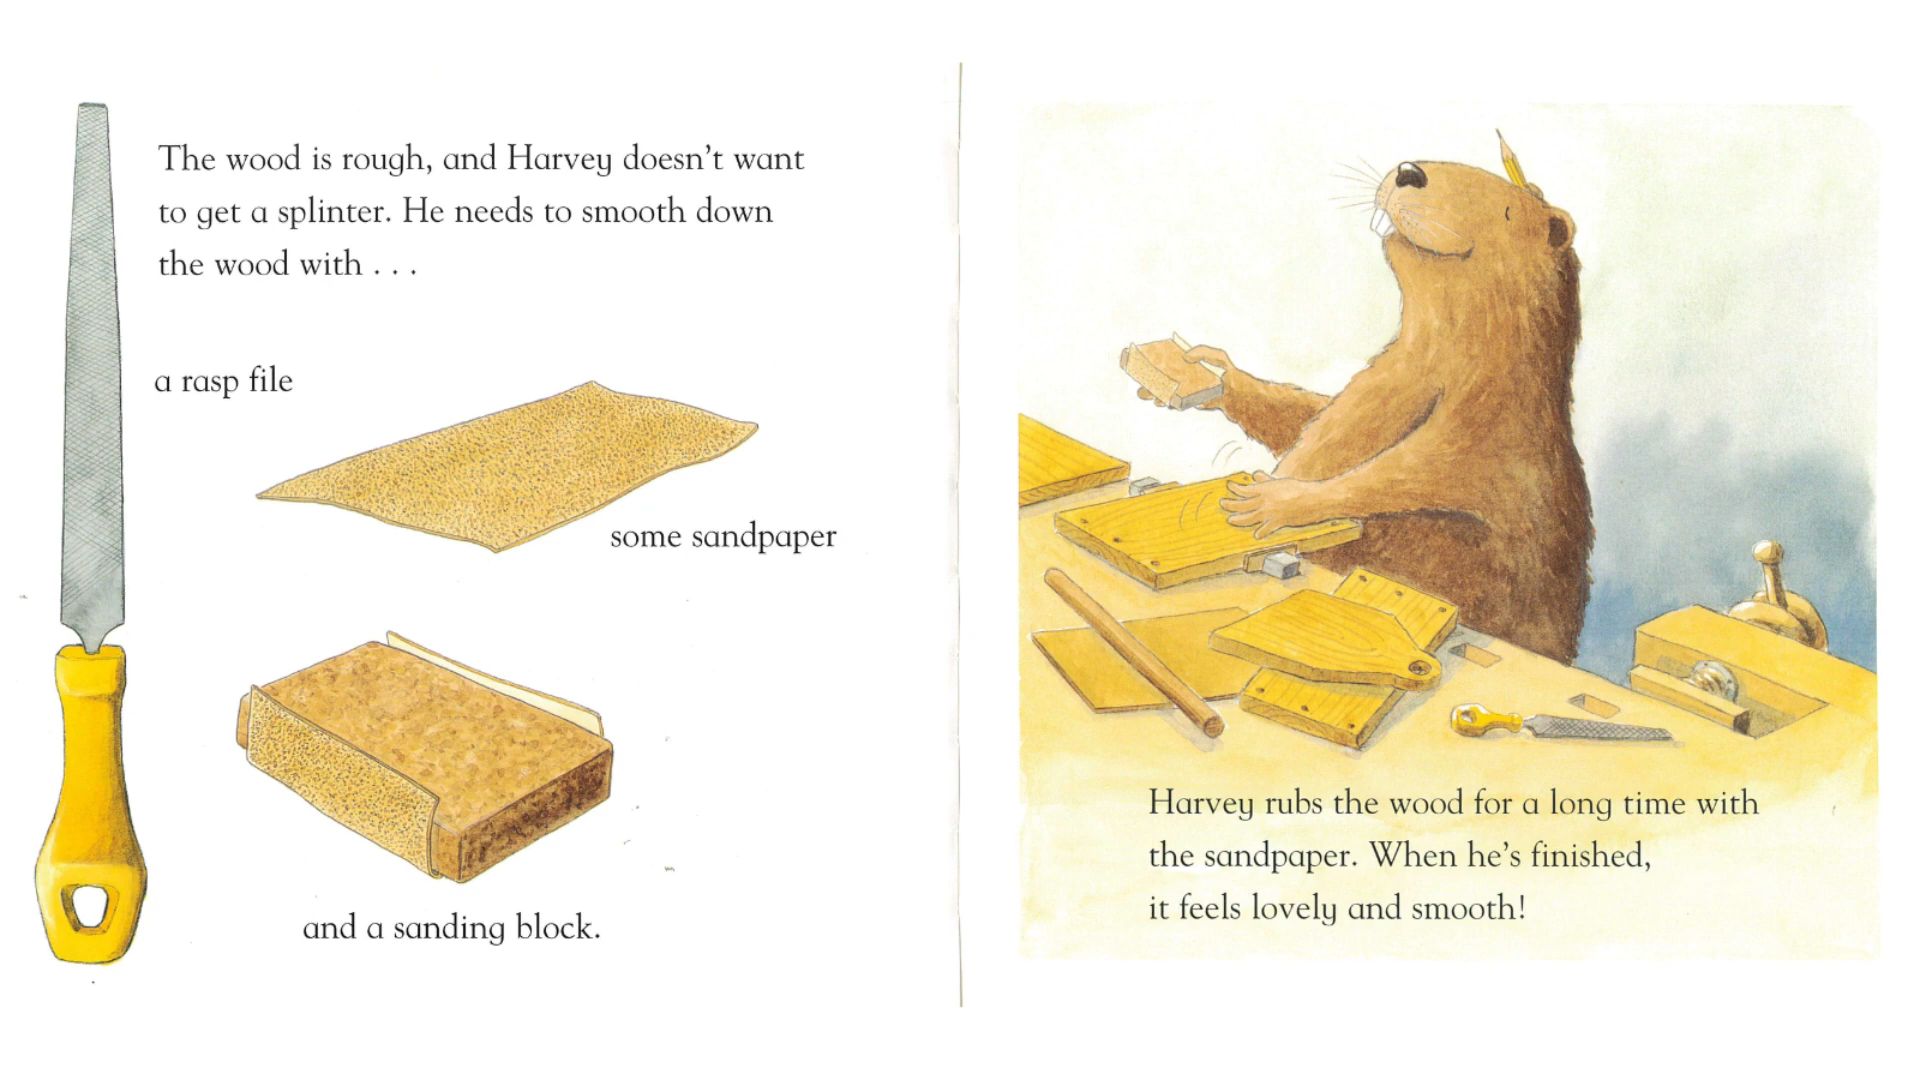 The wood is rough, and Harvey doesn't want
to get a splinter. He needs to smooth down
the wood with . . .
a rasp file
some sandpaper
and a sanding block.
Harvey rubs the wood for a long time with
the sandpaper. When he's finished,
it feels lovely and smooth!